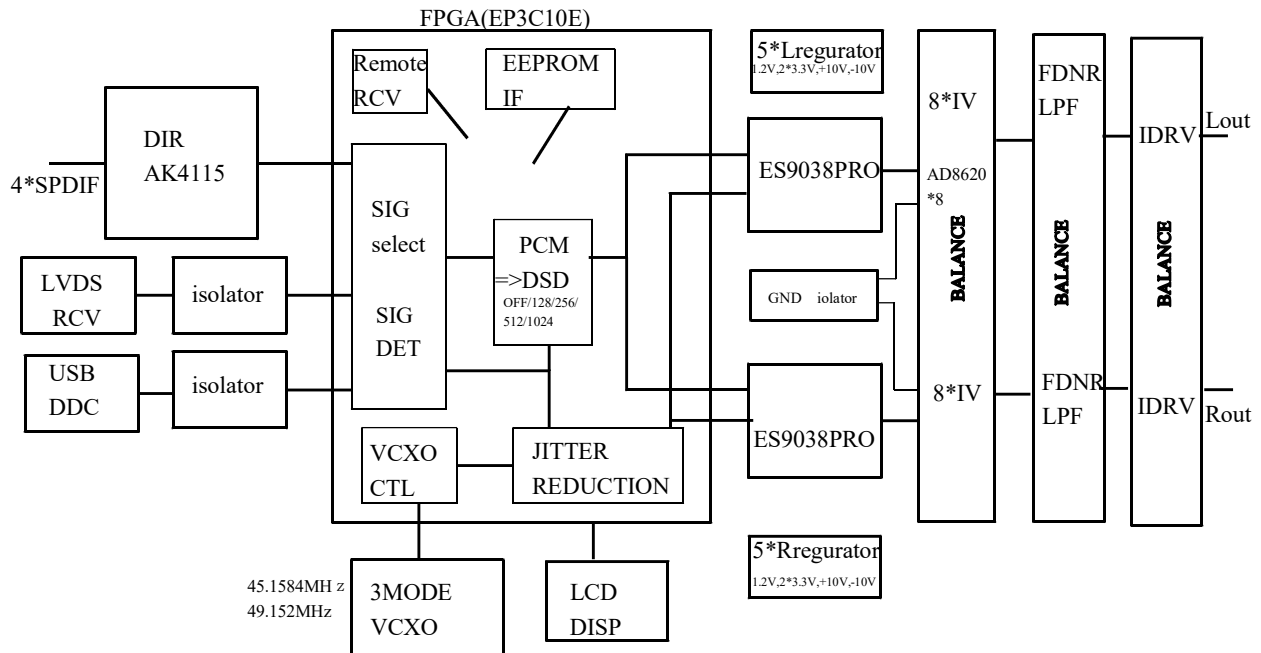 FPGA(EP3C10E)
Remote
RCV
EEPROM
IF
5*Lregurator
1.2V,2*3.3V,+10V,-10V
DIR
AK4115
4*SPDIF
SIG
select
SIG
DET
LVDS
RCV
isolator
USB
DDC
isolator
PCM
=>DSD
OFF/128/256/
512/1024
VCXO
CTL
JITTER
REDUCTION
45.1584MH z
49.152MHz
3MODE
VCXO
LCD
DISP
ES9038PRO
GND iolator
ES9038PRO
5*Rregurator
1.2V,2*3.3V,+10V,-10V
8*IV
AD8620
*8
BALANCE
8*IV
FDNR
LPF
BALANCE
FDNR
LPF
IDRV
BALANCE
IDRV
Lout
Rout